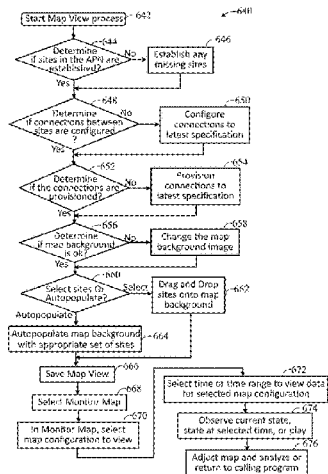 Start Map View process
642
640
644
Determine
if sites in the APN are
established?
No
646
Establish any
missing sites
Yes
648
Determine
if connections between
sites are configured
?
No
650
Configure
connections to
latest specification
Yes
652
Determine
if the connections are
provisioned?
No
654
Provision
connections to
latest specification
Yes
656
Determine
if map background
is ok?
No
658
Change the map
background image
Yes
660
Select sites or
Autopopulate?
Select
Drag and Drop
sites onto map
background
662
Autopopulate
Autopopulate map background
with appropriate set of sites
664
Save Map View
666
668
Select Monitor Map
670
In Monitor Map, select
map configuration to view
672
Select time or time range to view data
for selected map configuration
674
Observe current state,
state at selected time, or play
676
Adjust map and analyze or
return to calling program